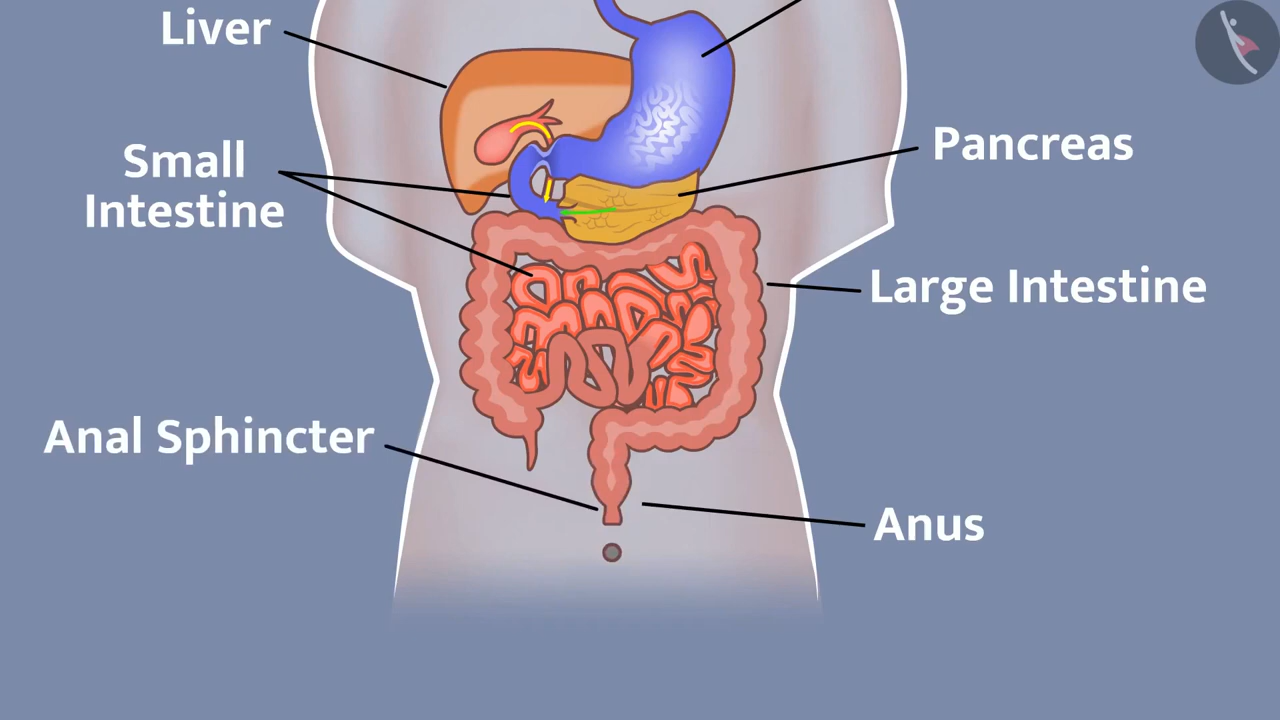 Liver
Small
Intestine
Pancreas
Large Intestine
Anal Sphincter
Anus